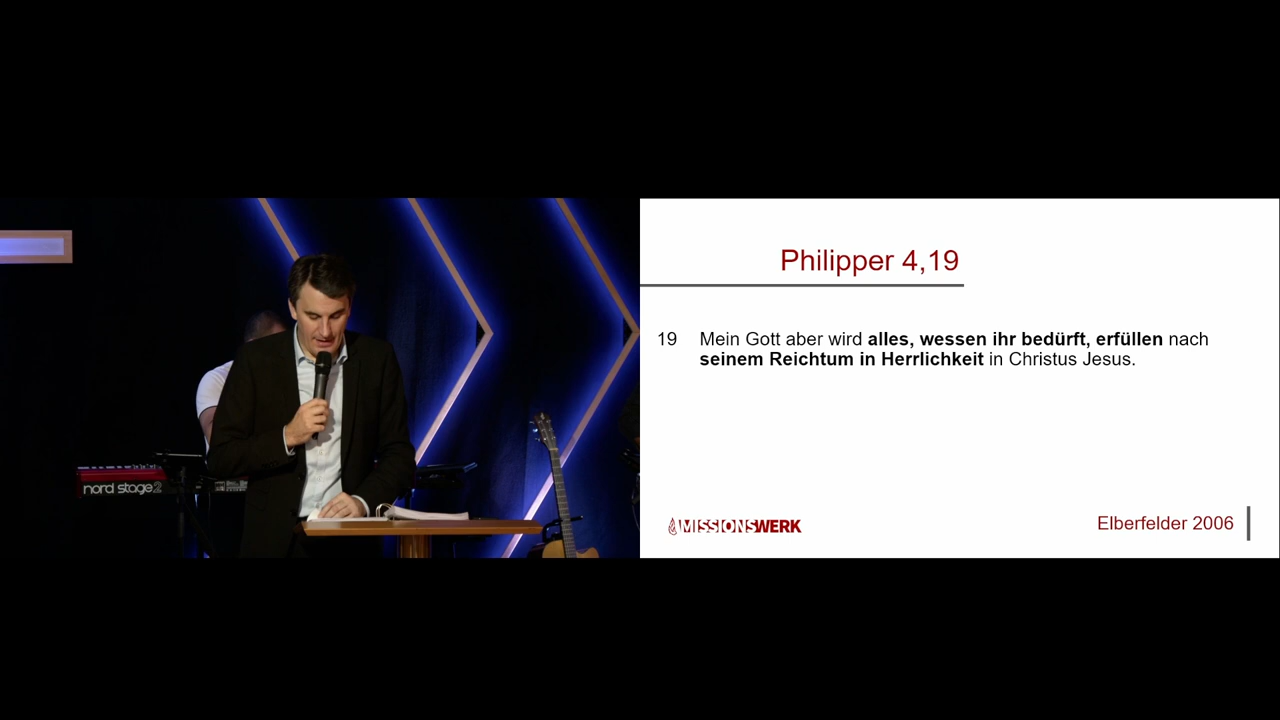 nord stage 2
Philipper 4,19
19 Mein Gott aber wird alles, wessen ihr bedürft, erfüllen nach
seinem Reichtum in Herrlichkeit in Christus Jesus.
MISSIONSWERK
Elberfelder 2006